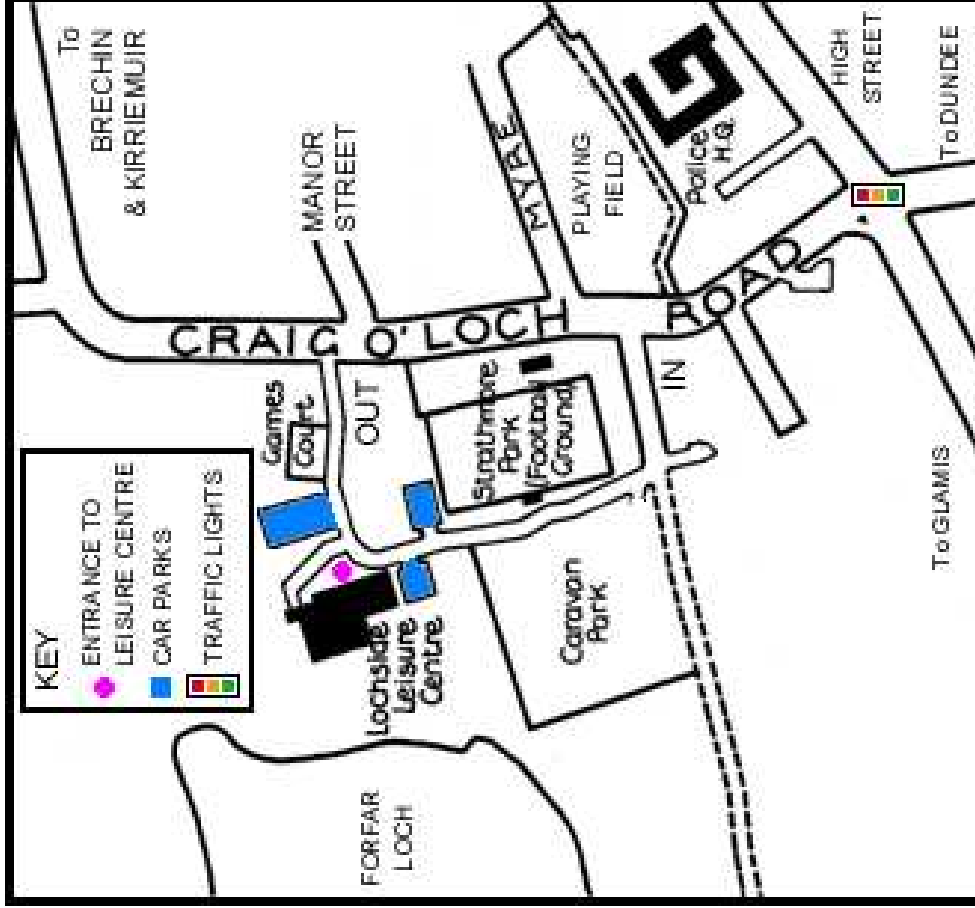 To
BRECHIN
& KIRRIEMUIR
MANOR
STREET
MYRE
PLAYING
FIELD
Police
H.Q.
HIGH
STREET
To DUNDEE
CRAIG O' LOCH ROAD
Games
Court
OUT
Strathmore
Park
(Football
Ground)
IN
KEY
ENTRANCE TO
LEISURE CENTRE
CAR PARKS
TRAFFIC LIGHTS
Lochside
Leisure
Centre
Caravan
Park
To GLAMIS
FORFAR
LOCH